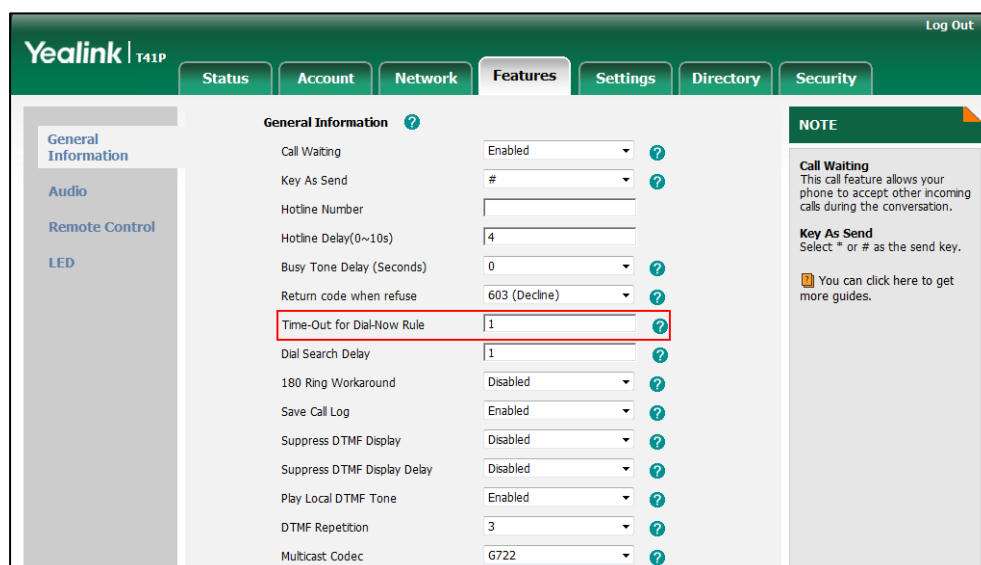 Log Out
Yealink | T41P
Status Account Network Features Settings Directory Security
General Information
Audio
Remote Control
LED
General Information ?
Call Waiting Enabled ?
Key As Send # ?
Hotline Number
Hotline Delay(0~10s) 4
Busy Tone Delay (Seconds) 0 ?
Return code when refuse 603 (Decline) ?
Time-Out for Dial-Now Rule 1 ?
Dial Search Delay 1 ?
180 Ring Workaround Disabled ?
Save Call Log Enabled ?
Suppress DTMF Display Disabled ?
Suppress DTMF Display Delay Disabled ?
Play Local DTMF Tone Enabled ?
DTMF Repetition 3 ?
Multicast Codec G722 ?
NOTE
Call Waiting
This call feature allows your
phone to accept other incoming
calls during the conversation.
Key As Send
Select * or # as the send key.
? You can click here to get
more guides.